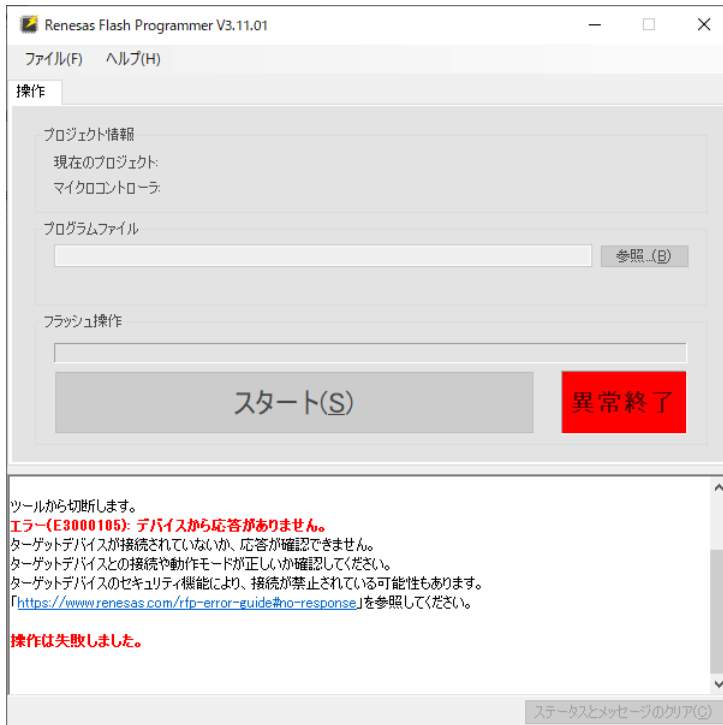 Renesas Flash Programmer V3.11.01
ファイル(F) ヘルプ(H)
操作
プロジェクト情報
現在のプロジェクト:
マイクロコントローラ:
プログラムファイル
参照...(B)
フラッシュ操作
スタート(S)
異常終了
ツールから切断します。
エラー(E3000105): デバイスから応答がありません。
ターゲットデバイスが接続されていないか、応答が確認できません。
ターゲットデバイスとの接続や動作モードが正しいか確認してください。
ターゲットデバイスのセキュリティ機能により、接続が禁止されている可能性もあります。
「https://www.renesas.com/rfp-error-guide#no-response」を参照してください。
操作は失敗しました。
ステータスとメッセージのクリア(C)